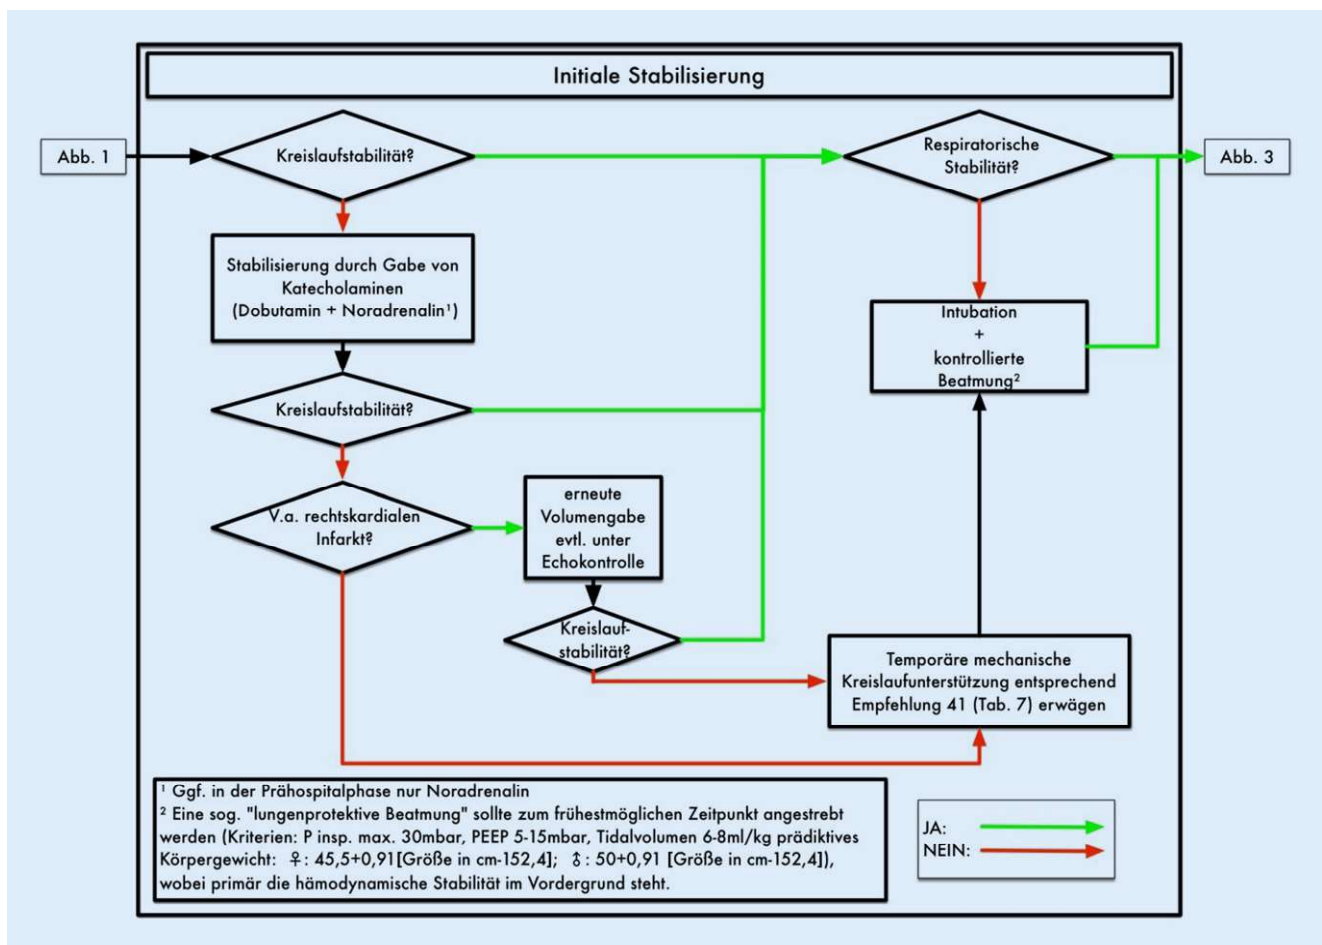 Initiale Stabilisierung
Abb. 1
Kreislaufstabilität?
Respiratorische
Stabilität?
Abb. 3
Stabilisierung durch Gabe von
Katecholaminen
(Dobutamin + Noradrenalin¹)
Intubation
+
kontrollierte
Beatmung²
Kreislaufstabilität?
V.a. rechtskardialen
Infarkt?
erneute
Volumengabe
evtl. unter
Echokontrolle
Kreislauf-
stabilität?
Temporäre mechanische
Kreislaufunterstützung entsprechend
Empfehlung 41 (Tab. 7) erwägen
¹ Ggf. in der Prähospitalphase nur Noradrenalin
² Eine sog. "lungenprotektive Beatmung" sollte zum frühestmöglichen Zeitpunkt angestrebt
werden (Kriterien: P insp. max. 30mbar, PEEP 5-15mbar, Tidalvolumen 6-8ml/kg prädiktives
Körpergewicht: ♀: 45,5+0,91[Größe in cm-152,4]; ♂: 50+0,91 [Größe in cm-152,4]),
wobei primär die hämodynamische Stabilität im Vordergrund steht.
JA:
NEIN: